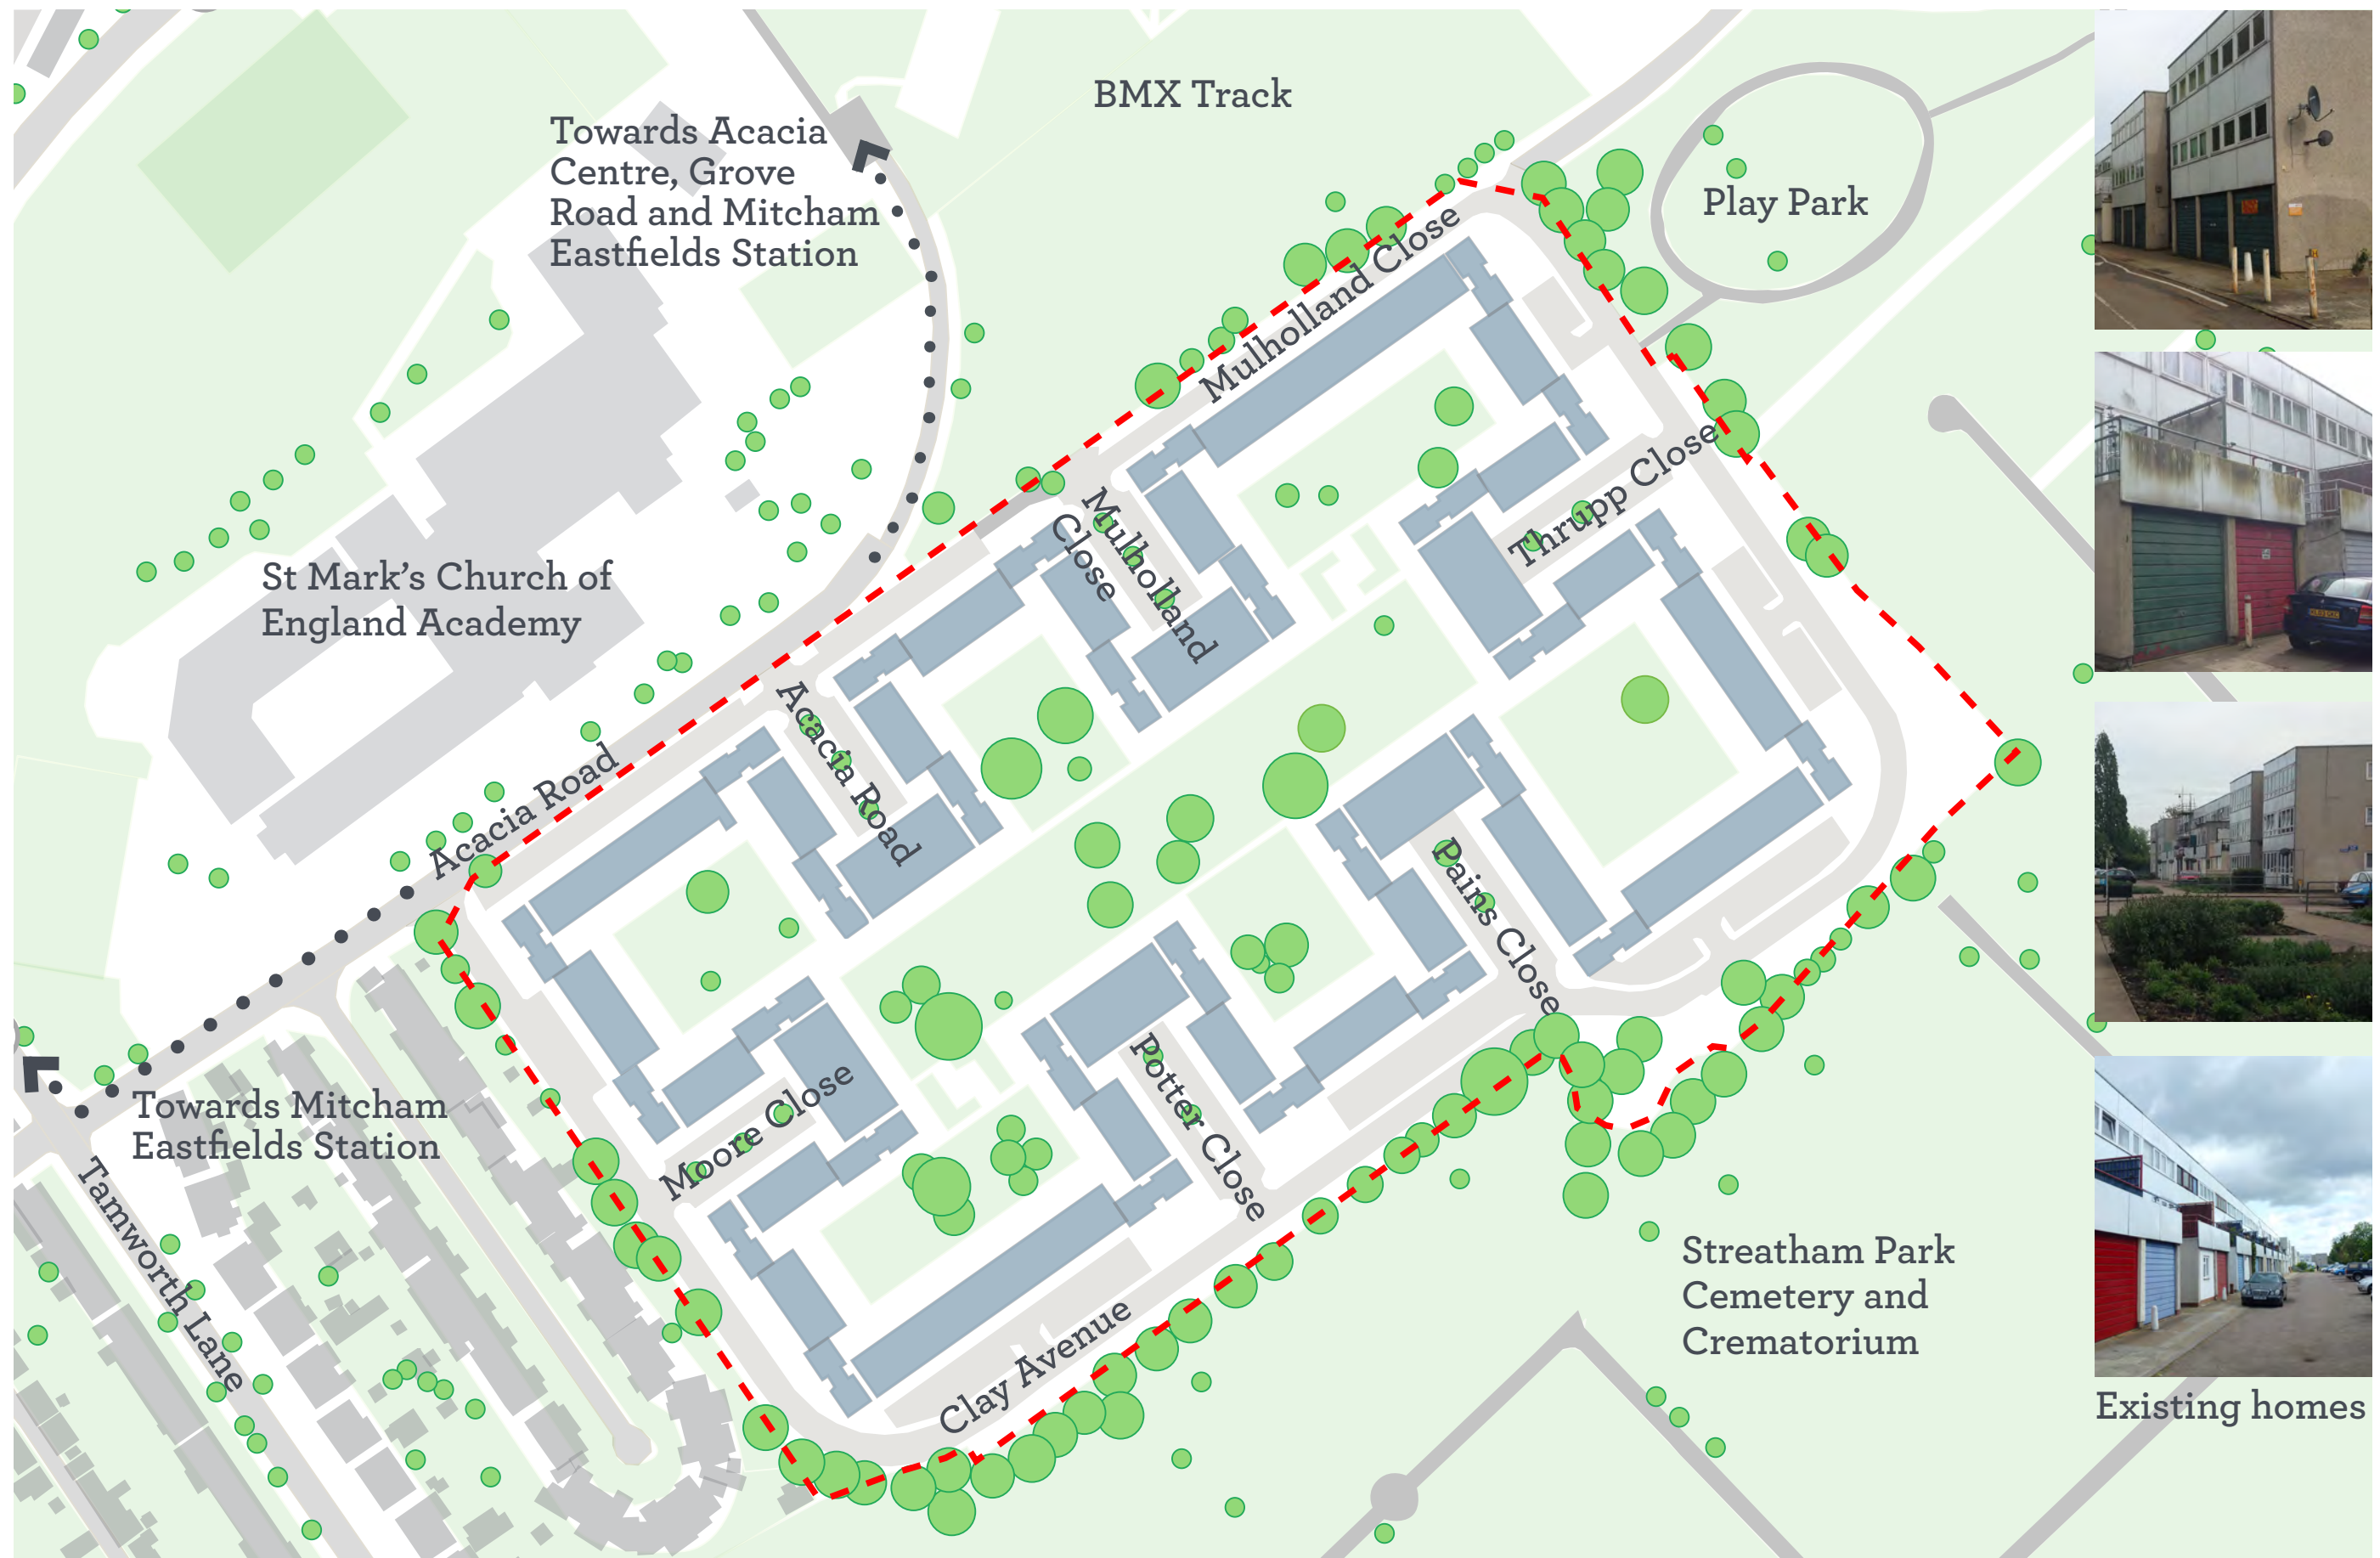 BMX Track
Towards Acacia
Centre, Grove
Road and Mitcham
Eastfields Station
Play Park
Mulholland Close
Mulholland
Close
Thrupp Close
St Mark's Church of
England Academy
Acacia Road
Acacia Road
Pains Close
Moore Close
Potter Close
Towards Mitcham
Eastfields Station
Tamworth Lane
Clay Avenue
Streatham Park
Cemetery and
Crematorium
Existing homes